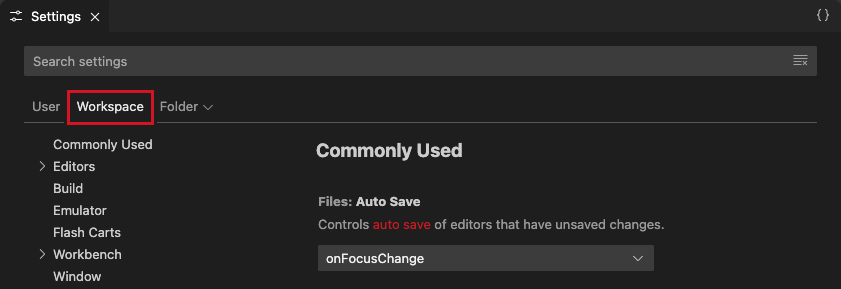 Settings
{}
Search settings
User Workspace Folder
Commonly Used
Editors
Build
Emulator
Flash Carts
Workbench
Window
Commonly Used
Files: Auto Save
Controls auto save of editors that have unsaved changes.
onFocusChange